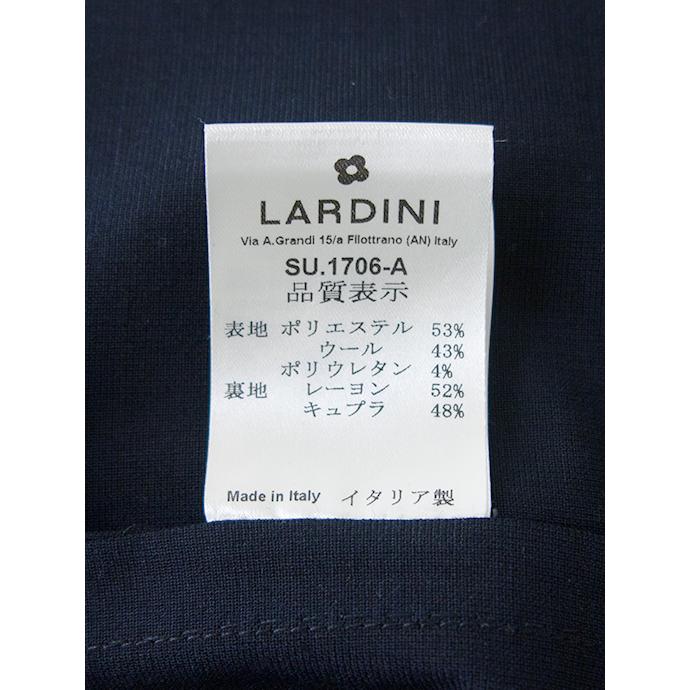 LARDINI
Via A.Grandi 15/a Filottrano (AN) Italy
SU.1706-A
品質表示
表地 ポリエステル 53%
ウール 43%
ポリウレタン 4%
裏地 レーヨン 52%
キュプラ 48%
Made in Italy イタリア製